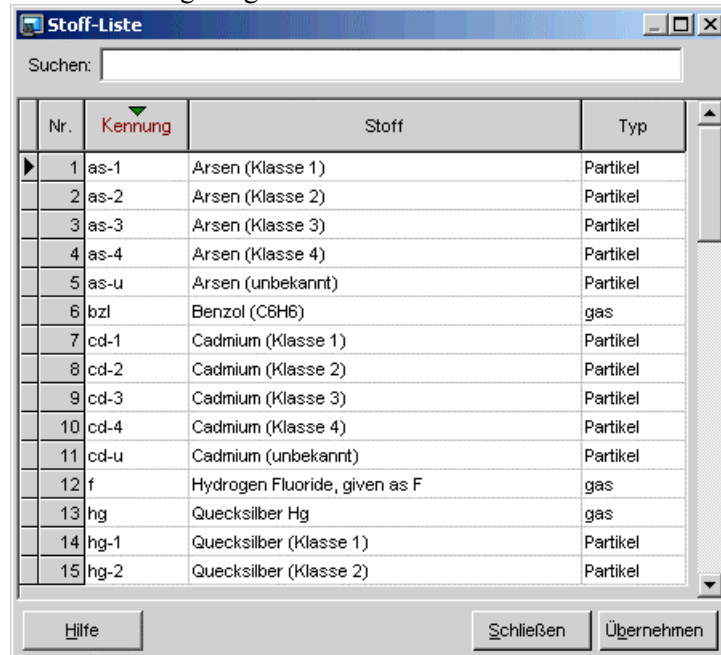 Stoff-Liste
Suchen:
Nr. Kennung Stoff Typ
1 as-1 Arsen (Klasse 1) Partikel
2 as-2 Arsen (Klasse 2) Partikel
3 as-3 Arsen (Klasse 3) Partikel
4 as-4 Arsen (Klasse 4) Partikel
5 as-u Arsen (unbekannt) Partikel
6 bzl Benzol (C6H6) gas
7 cd-1 Cadmium (Klasse 1) Partikel
8 cd-2 Cadmium (Klasse 2) Partikel
9 cd-3 Cadmium (Klasse 3) Partikel
10 cd-4 Cadmium (Klasse 4) Partikel
11 cd-u Cadmium (unbekannt) Partikel
12 f Hydrogen Fluoride, given as F gas
13 hg Quecksilber Hg gas
14 hg-1 Quecksilber (Klasse 1) Partikel
15 hg-2 Quecksilber (Klasse 2) Partikel
Hilfe Schließen Übernehmen